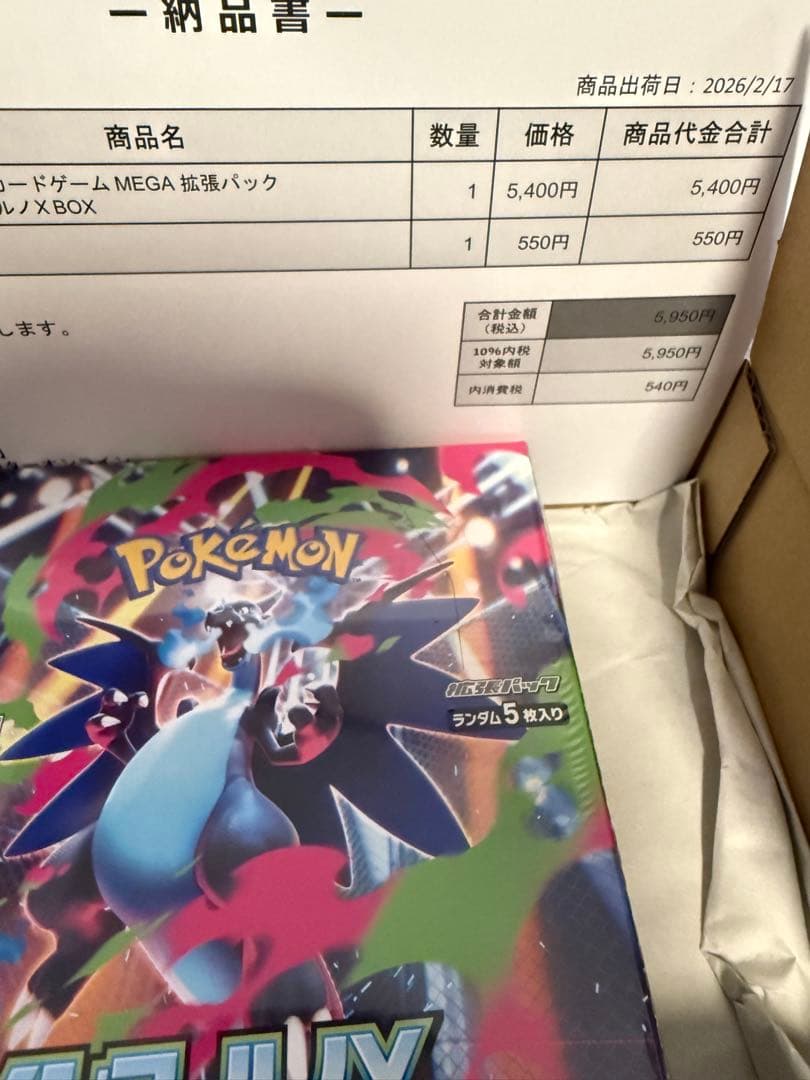 ー納品書ー
商品出荷日：2026/2/17
商品名 数量 価格 商品代金合計
カードゲーム MEGA 拡張パック
ルノX BOX 1 5,400円 5,400円
1 550円 550円
します。
合計金額
（税込） 5,950円
10%内税
対象額 5,950円
内消費税 540円
POKÉMON
拡張パック
ランダム5枚入り
ルノX